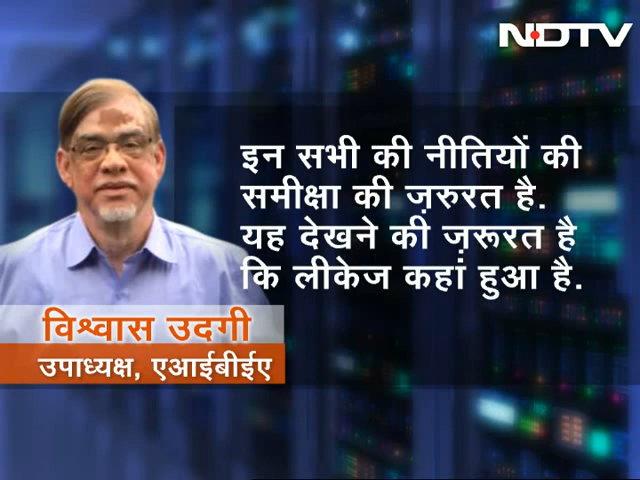 NDTV
इन सभी की नीतियों की
समीक्षा की ज़रुरत है.
यह देखने की ज़रूरत है
कि लीकेज कहां हुआ है.
विश्वास उदगी
उपाध्यक्ष, एआईबीईए